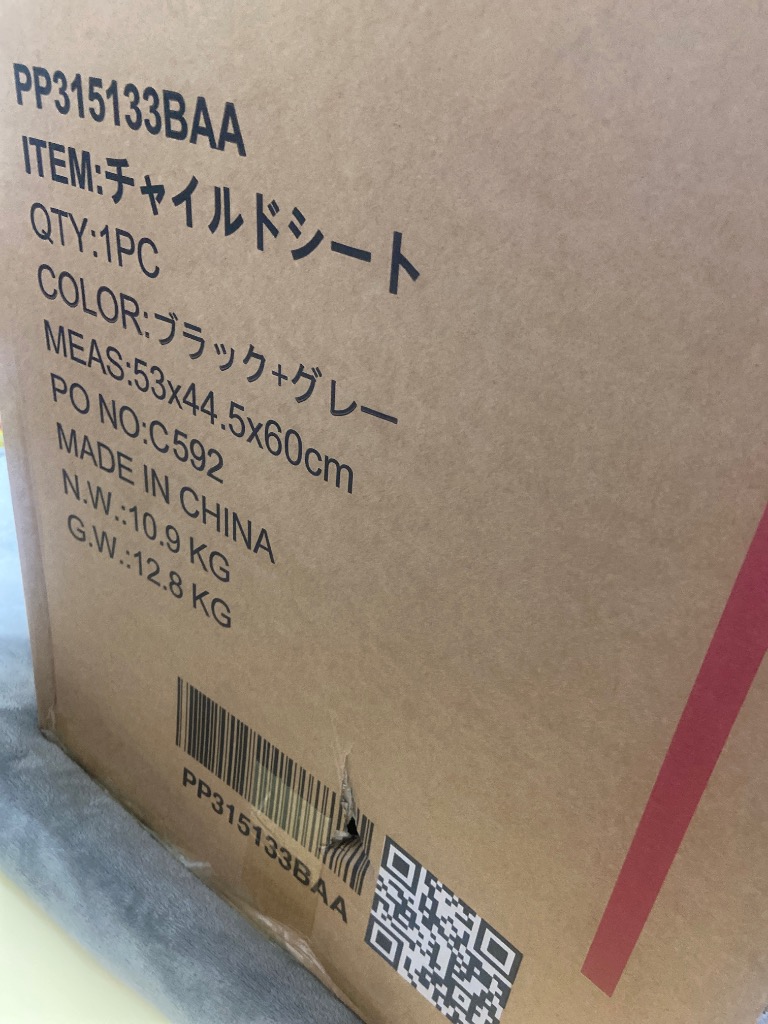 PP315133BAA
ITEM:チャイルドシート
QTY:1PC
COLOR:ブラック+グレー
MEAS:53x44.5x60cm
PO NO:C592
MADE IN CHINA
N.W.:10.9 KG
G.W.:12.8 KG
PP315133BAA